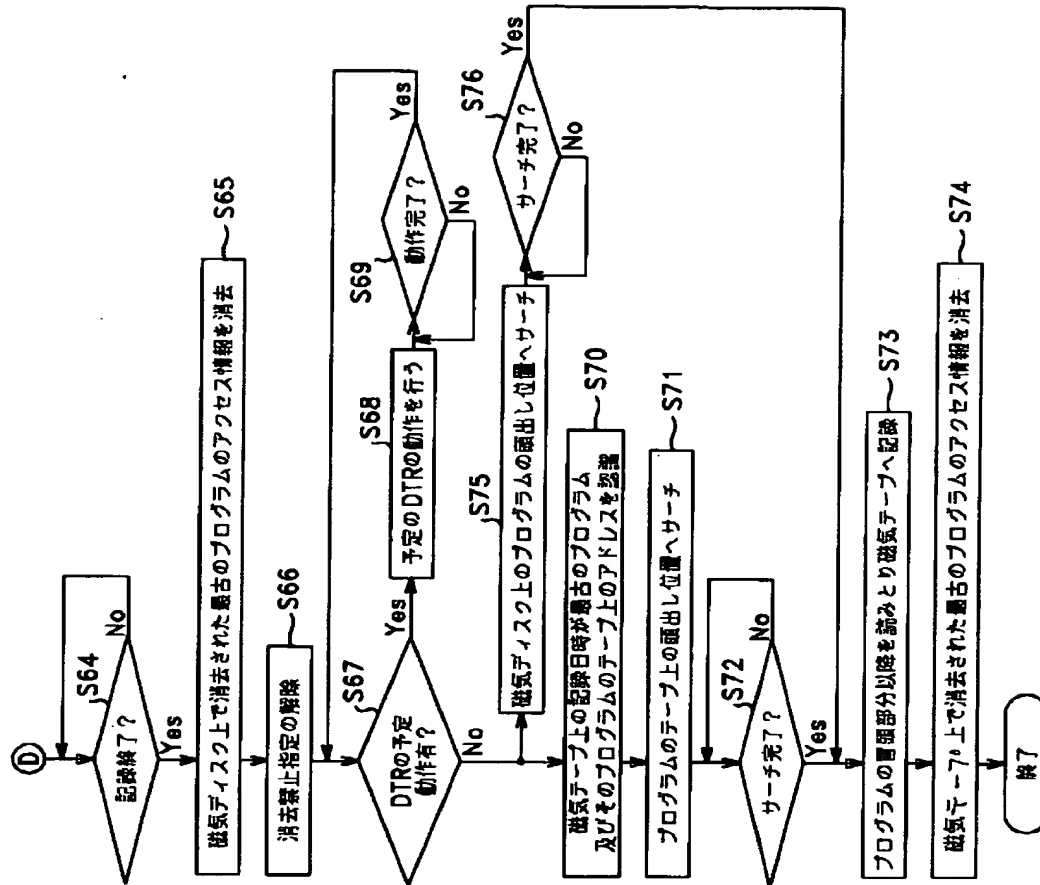 D
S64
記録終了?
No
Yes
S65
磁気ディスク上で消去された最古のプログラムのアクセス情報を消去
S66
消去禁止指定の解除
S67
DTRの予定
動作有?
Yes
No
S68
予定のDTRの動作を行う
S69
動作完了?
Yes
No
S75
磁気ディスク上のプログラムの頭出し位置へサーチ
S76
サーチ完了?
Yes
No
S70
磁気テープ上の記録日時が最古のプログラム
及びそのプログラムのテープ上のアドレスを認識
S71
プログラムのテープ上の頭出し位置へサーチ
S72
サーチ完了?
No
Yes
S73
プログラムの冒頭部分以降を読みとり磁気テープへ記録
S74
磁気テープ上で消去された最古のプログラムのアクセス情報を消去
終了